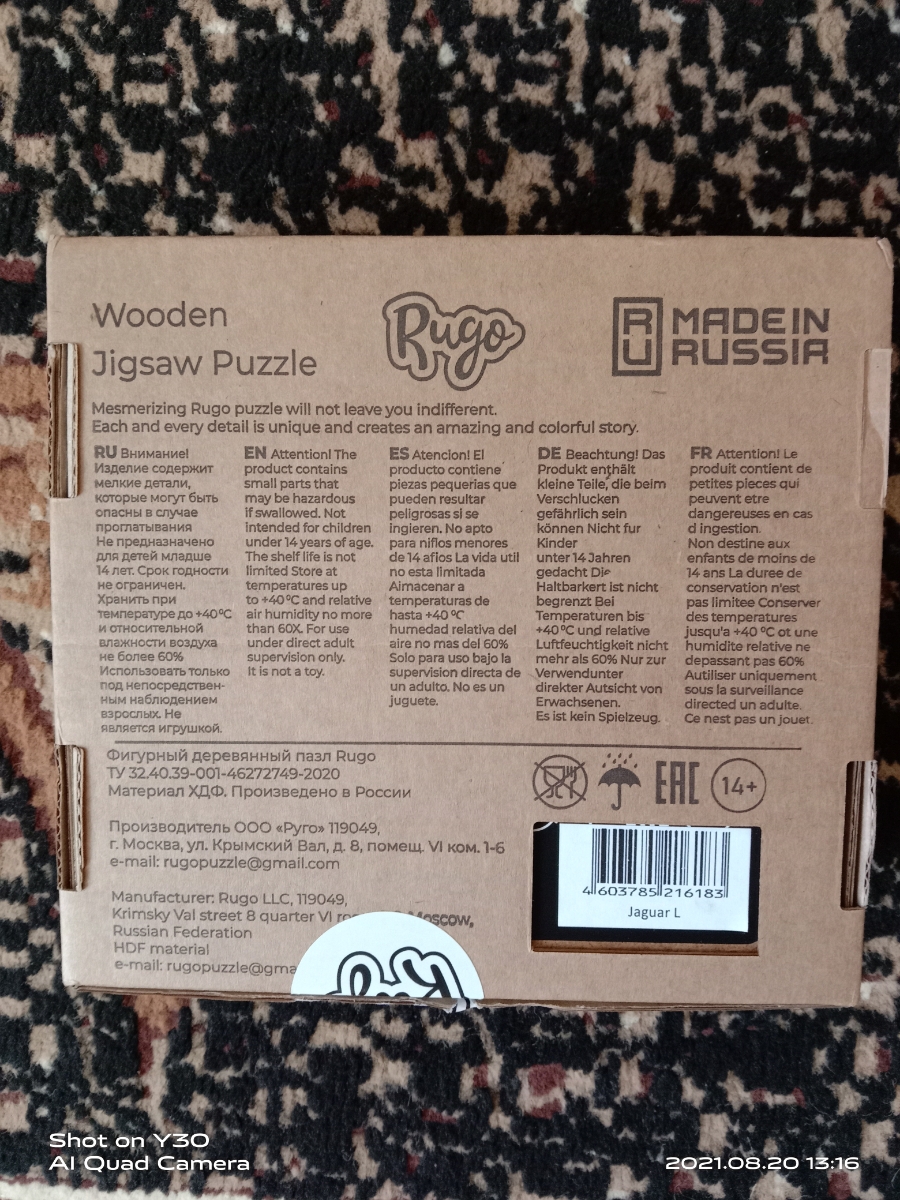 Wooden
Jigsaw Puzzle
Rugo
RU MADE IN
RUSSIA
Mesmerizing Rugo puzzle will not leave you indifferent.
Each and every detail is unique and creates an amazing and colorful story.
RU Внимание!
Изделие содержит
мелкие детали,
которые могут быть
опасны в случае
проглатывания
Не предназначено
для детей младше
14 лет. Срок годности
не ограничен.
Хранить при
температуре до +40°С
и относительной
влажности воздуха
не более 60%
Использовать только
под непосредствен-
ным наблюдением
взрослых. Не
является игрушкой.
EN Attention! The
product contains
small parts that
may be hazardous
if swallowed. Not
intended for children
under 14 years of age.
The shelf life is not
limited Store at
temperatures up
to +40°C and relative
air humidity no more
than 60X. For use
under direct adult
supervision only.
It is not a toy.
ES Atencion! El
producto contiene
piezas pequerias que
pueden resultar
peligrosas si se
ingieren. No apto
para niflos menores
de 14 afios La vida util
no esta limitada
Aimacenar a
temperaturas de
hasta +40 °C
humedad relativa del
aire no mas del 60%
Solo para uso bajo la
supervision directa de
un adulto. No es un
juguete.
DE Beachtung! Das
Produkt enthält
kleine Teile, die beim
Verschlucken
gefährlich sein
können Nicht fur
Kinder
unter 14 Jahren
gedacht Die
Haltbarkert ist nicht
begrenzt Bei
Temperaturen bis
+40°C und relative
Luftfeuchtigkeit nicht
mehr als 60% Nur zur
Verwendunter
direkter Autsicht von
Erwachsenen.
Es ist kein Spielzeug.
FR Attention! Le
produit contient de
petites pieces qui
peuvent etre
dangereuses en cas
d ingestion.
Non destine aux
enfants de moins de
14 ans La duree de
conservation n'est
pas limitee Conserver
des temperatures
jusqu'a +40 °C ot une
humidite relative ne
depassant pas 60%
Autiliser uniquement
sous la surveillance
directed un adulte.
Ce nest pas un jouet.
Фигурный деревянный пазл Rugo
ТУ 32.40.39-001-46272749-2020
Материал ХДФ. Произведено в России
EAC 14+
Производитель ООО «Руго» 119049,
г. Москва, ул. Крымский Вал, д. 8, помещ. VI ком. 1-6
e-mail: rugopuzzle@gmail.com
4 603785 216183
Jaguar L
Manufacturer: Rugo LLC, 119049,
Krimsky Val street 8 quarter VI Moscow,
Russian Federation
HDF material
e-mail: rugopuzzle@gma
Rugo
Shot on Y30
AI Quad Camera
2021.08.20 13:16